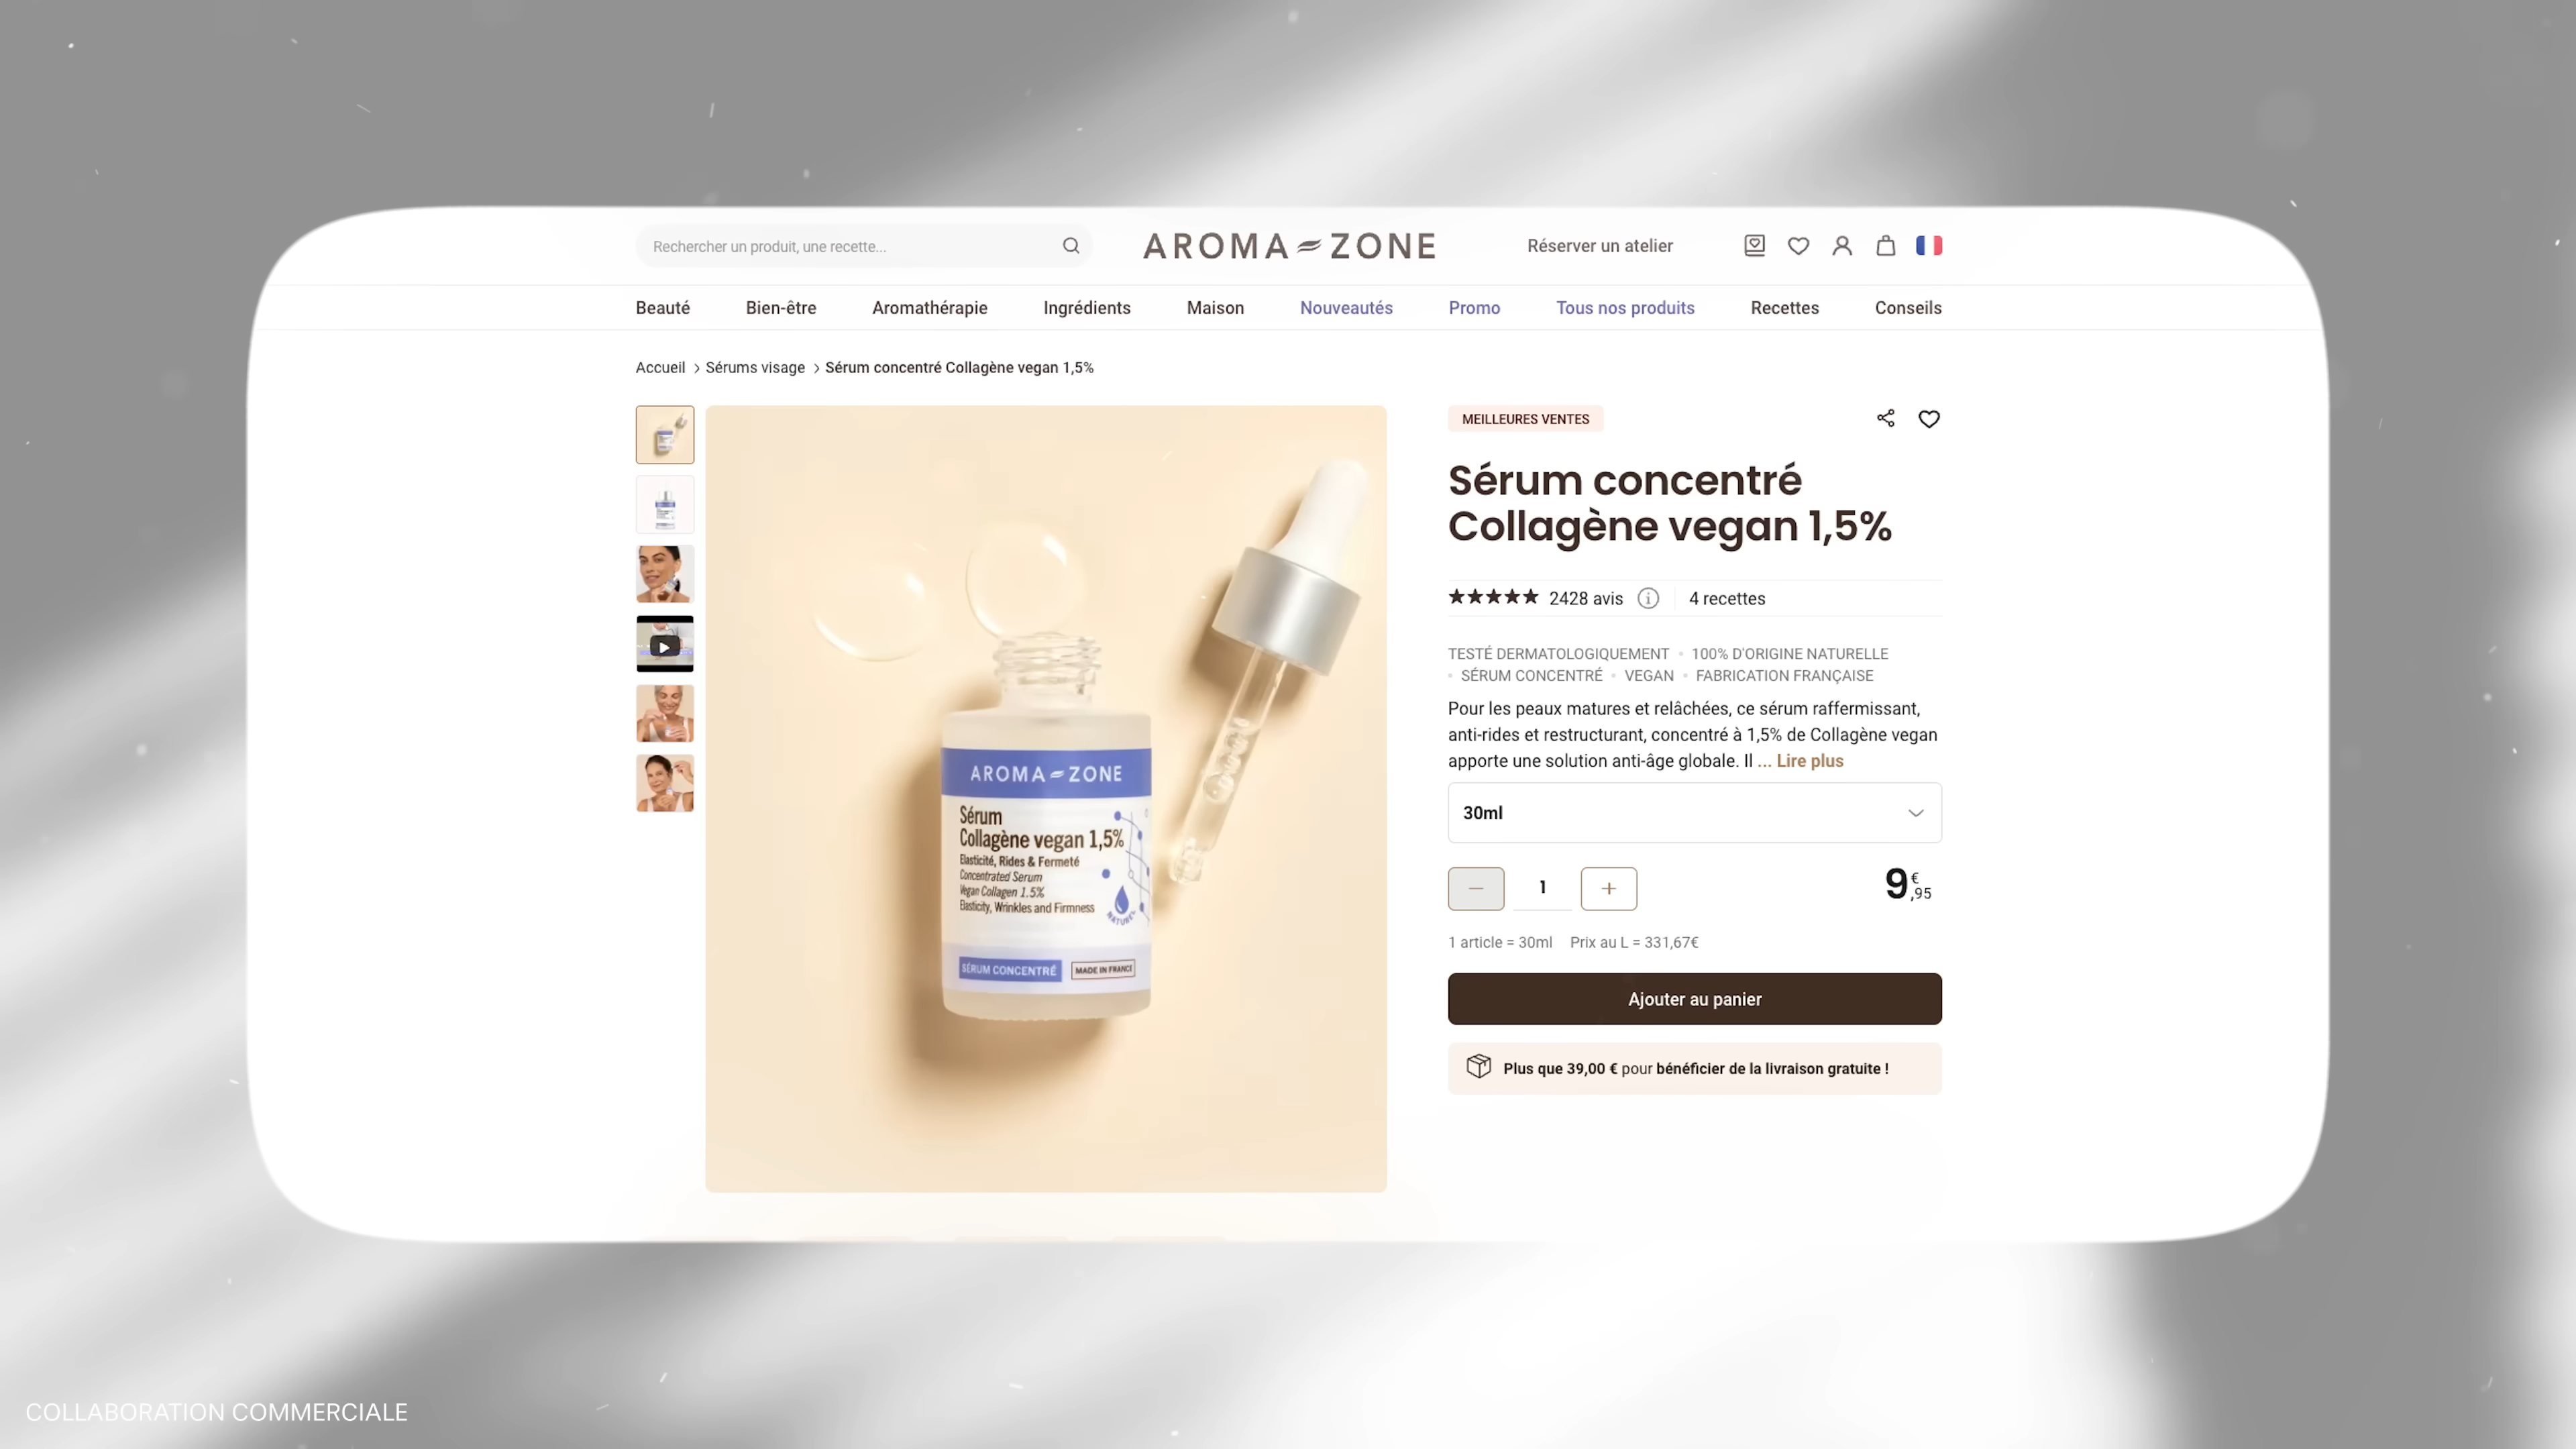 Rechercher un produit, une recette...
AROMA ZONE
Réserver un atelier
Beauté Bien-être Aromathérapie Ingrédients Maison Nouveautés Promo Tous nos produits Recettes Conseils
Accueil > Sérums visage > Sérum concentré Collagène vegan 1,5%
MEILLEURES VENTES
Sérum concentré
Collagène vegan 1,5%
★★★★★ 2428 avis 4 recettes
TESTÉ DERMATOLOGIQUEMENT • 100% D'ORIGINE NATURELLE
• SÉRUM CONCENTRÉ • VEGAN • FABRICATION FRANÇAISE
Pour les peaux matures et relâchées, ce sérum raffermissant,
anti-rides et restructurant, concentré à 1,5% de Collagène vegan
apporte une solution anti-âge globale. Il ... Lire plus
30ml
1
9€,95
1 article = 30ml Prix au L = 331,67€
Ajouter au panier
Plus que 39,00 € pour bénéficier de la livraison gratuite !
AROMA ZONE
Sérum
Collagène vegan 1,5%
Elasticité, Rides & Fermeté
Concentrated Serum
Vegan Collagen 1.5%
Elasticity, Wrinkles and Firmness
NATURE
SÉRUM CONCENTRÉ MADE IN FRANCE
COLLABORATION COMMERCIALE